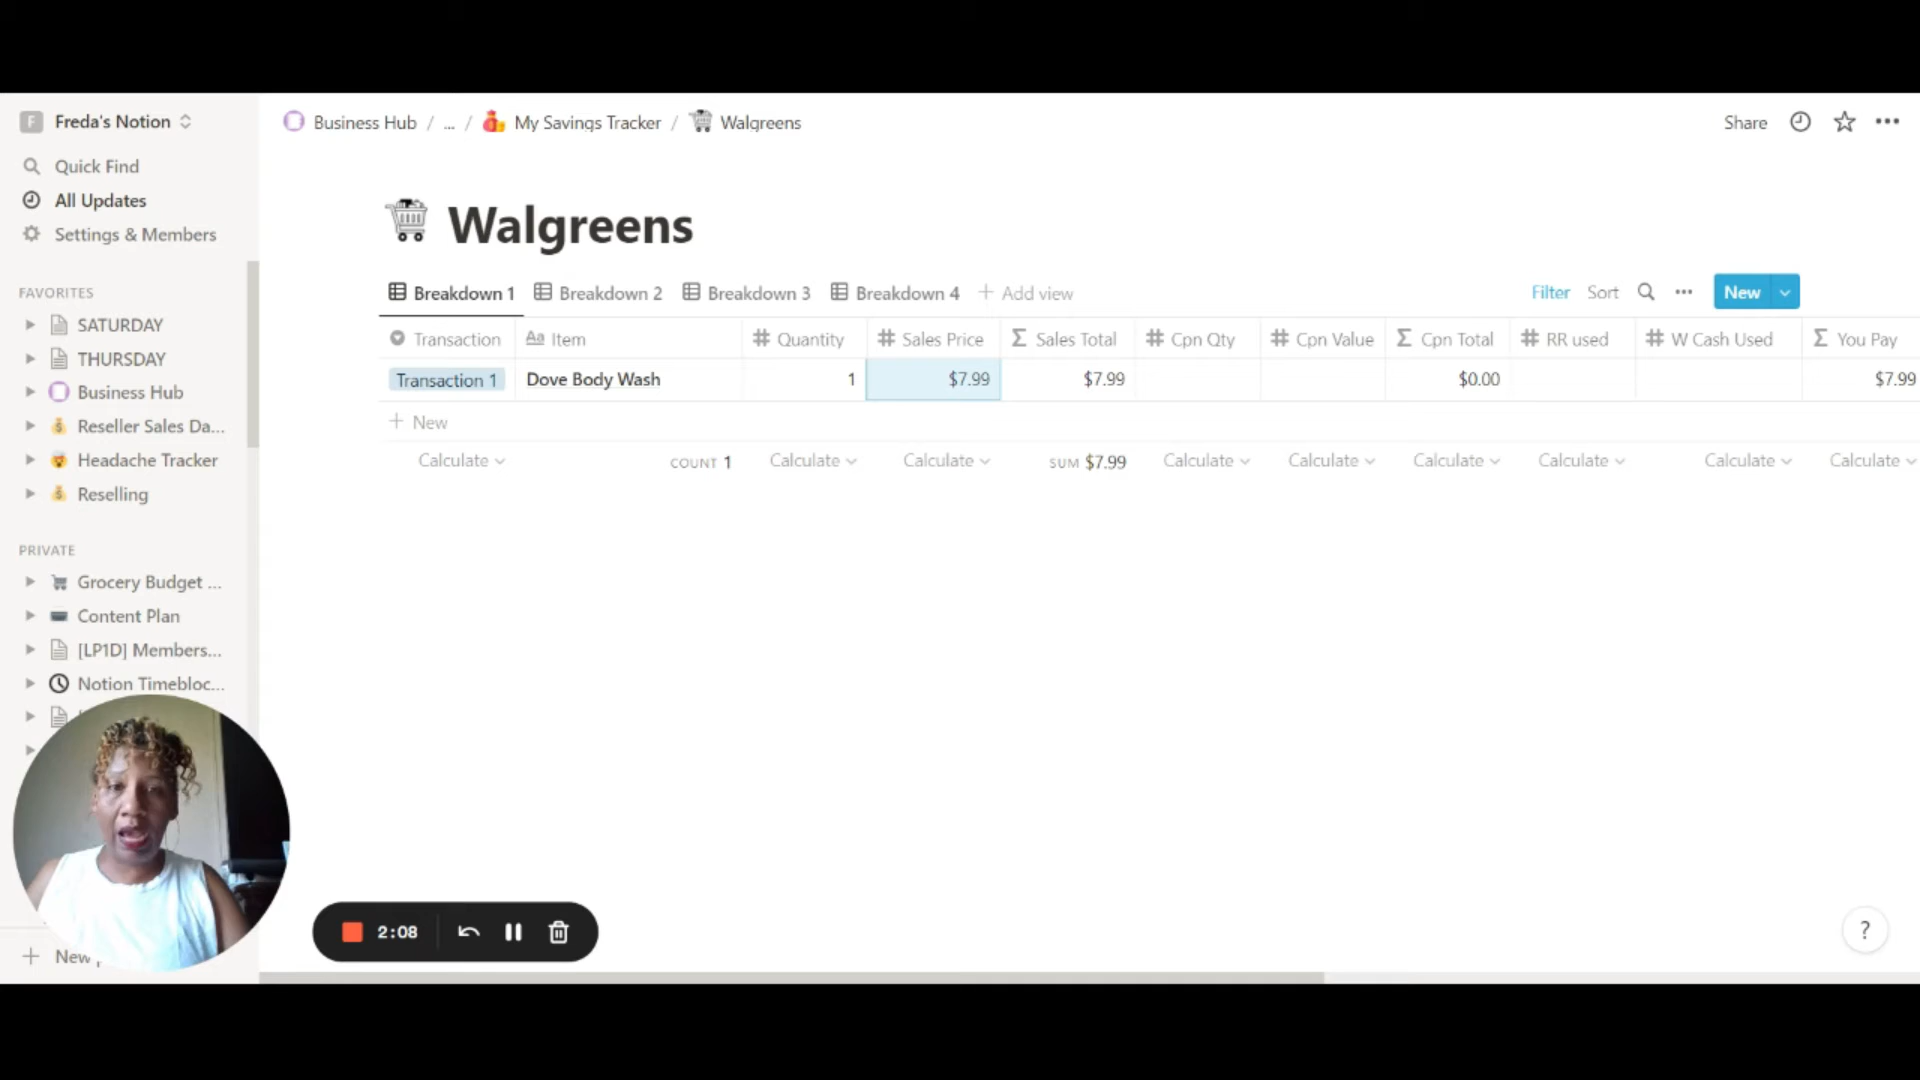 F Freda's Notion
Quick Find
All Updates
Settings & Members
FAVORITES
SATURDAY
THURSDAY
Business Hub
Reseller Sales Da...
Headache Tracker
Reselling
PRIVATE
Grocery Budget ...
Content Plan
[LP1D] Members...
Notion Timebloc...
New
Business Hub / ... / My Savings Tracker / Walgreens
Share
Walgreens
Breakdown 1 Breakdown 2 Breakdown 3 Breakdown 4 + Add view
Filter Sort New
Transaction Aa Item # Quantity # Sales Price Σ Sales Total # Cpn Qty # Cpn Value Σ Cpn Total # RR used # W Cash Used Σ You Pay
Transaction 1 Dove Body Wash 1 $7.99 $7.99 $0.00 $7.99
+ New
Calculate COUNT 1 Calculate Calculate SUM $7.99 Calculate Calculate Calculate Calculate Calculate Calculate
2:08
?